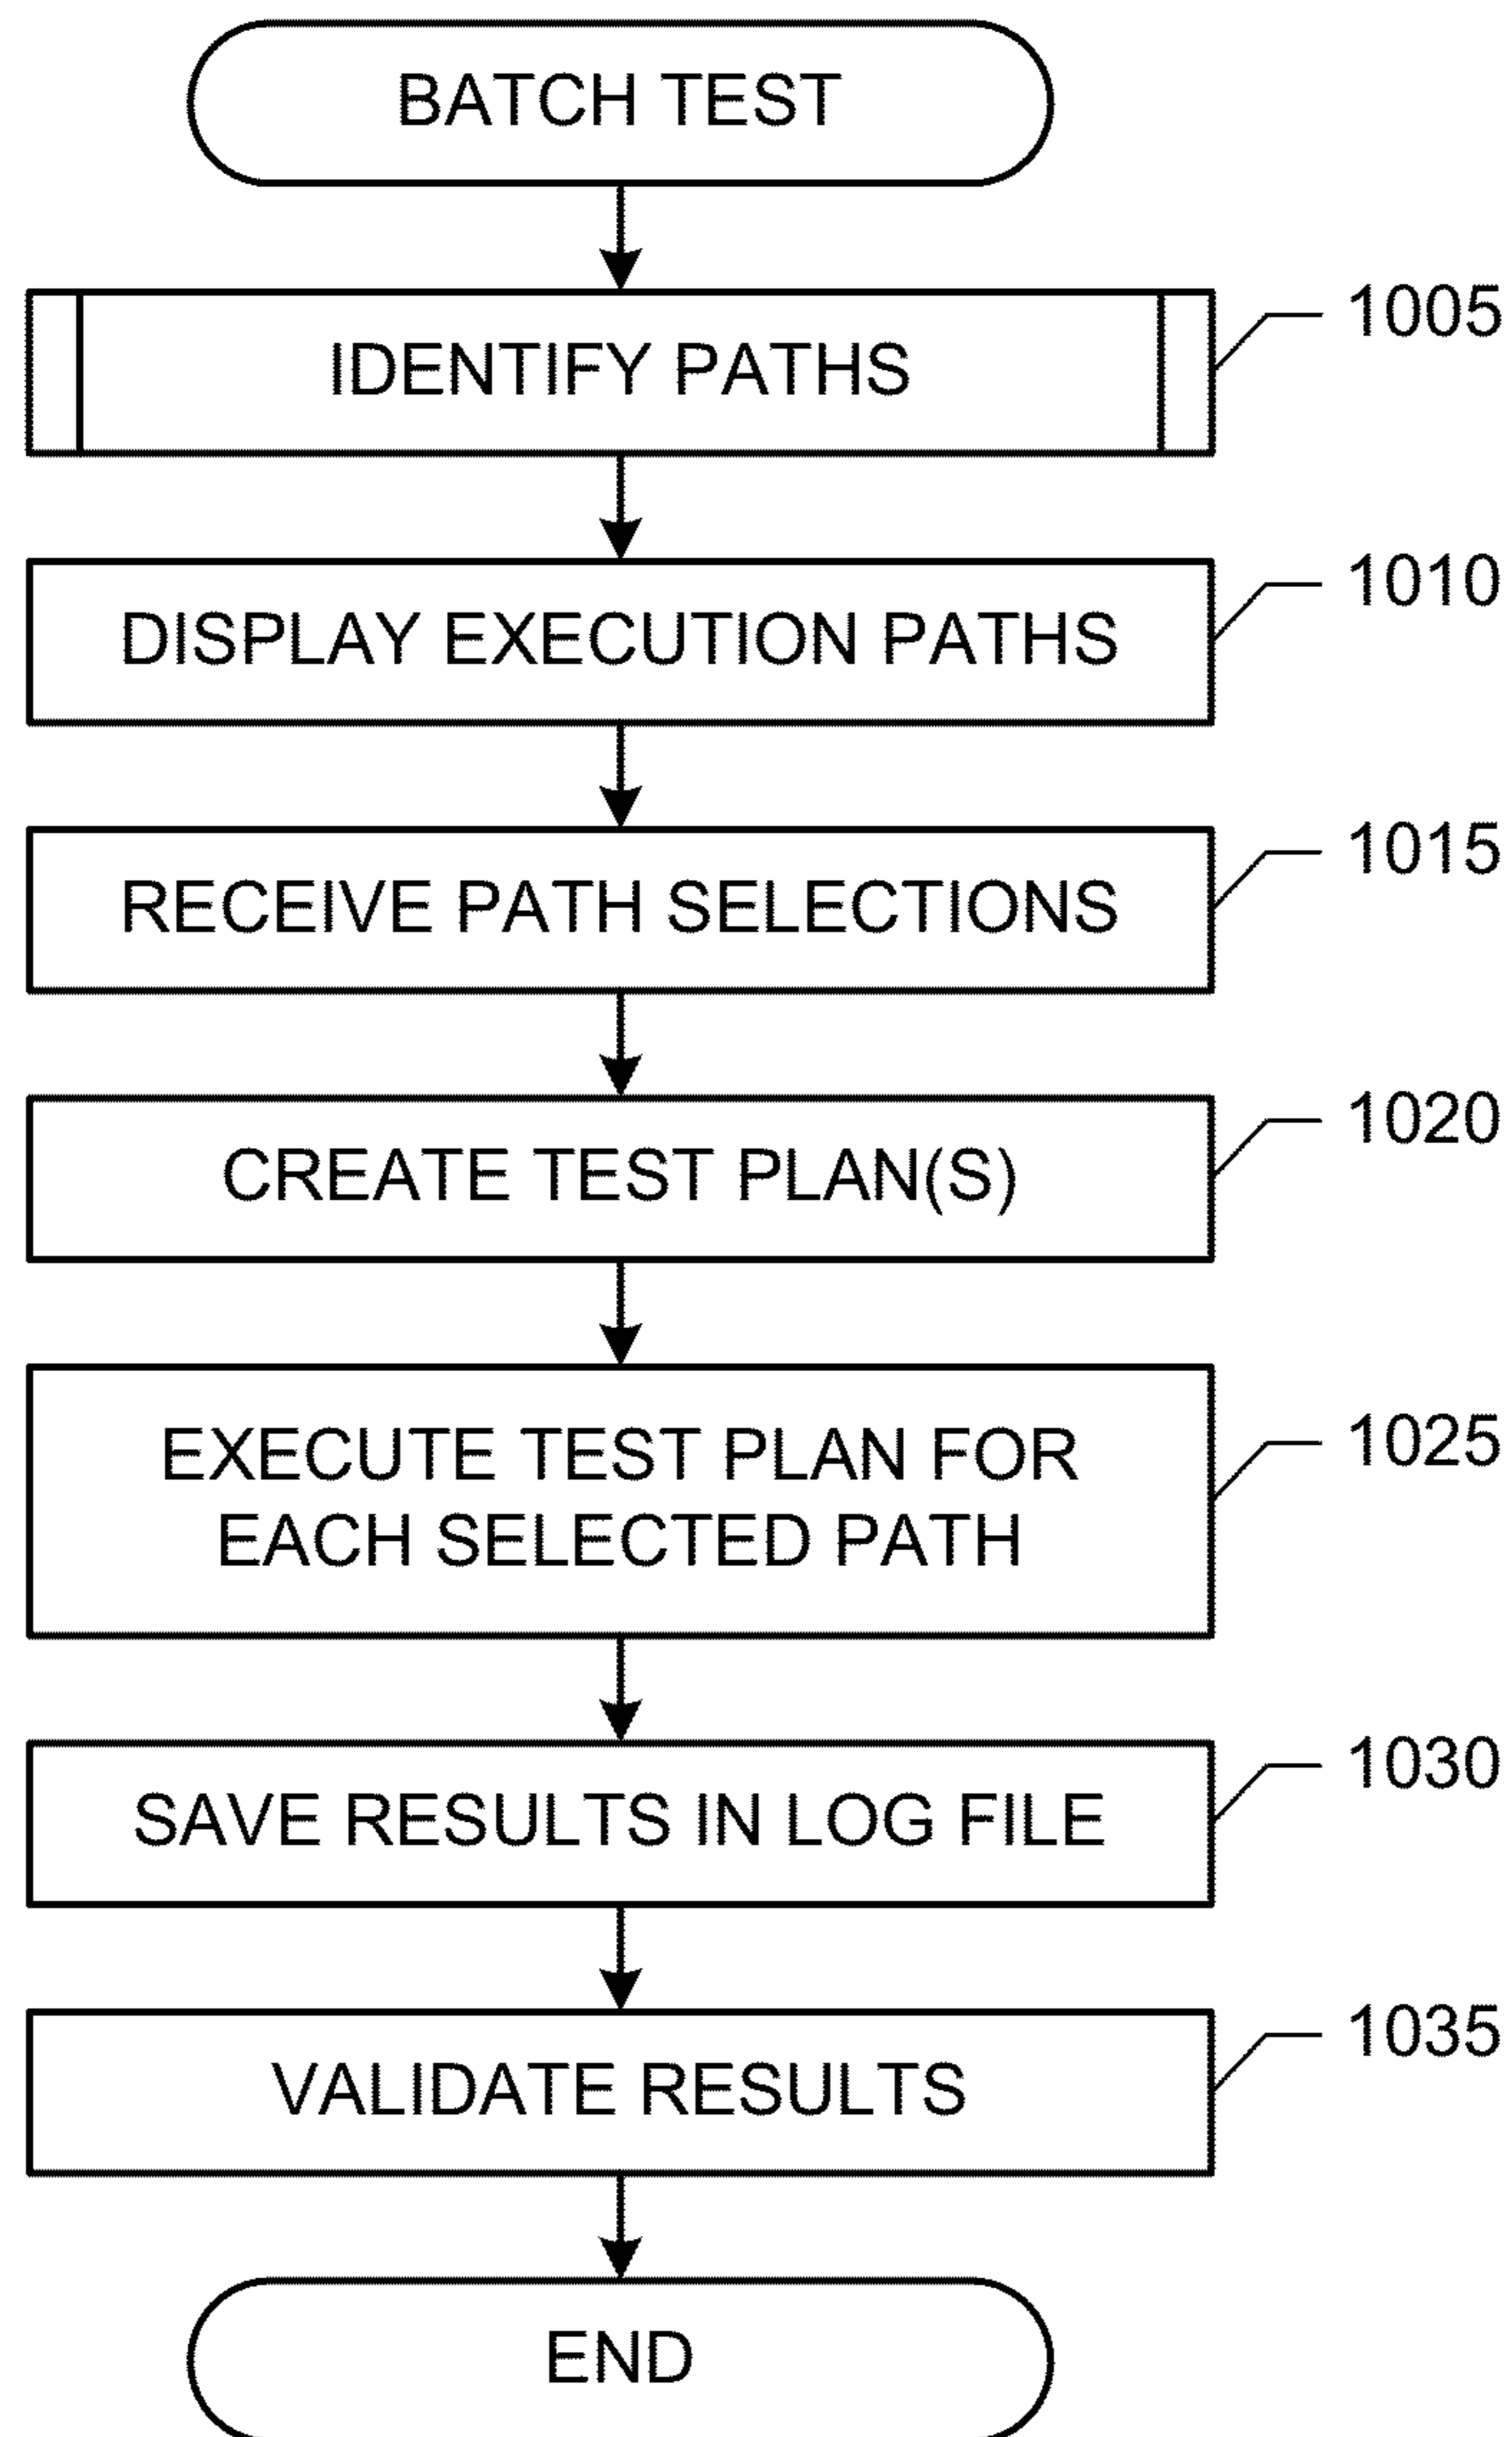 BATCH TEST
IDENTIFY PATHS
1005
DISPLAY EXECUTION PATHS
1010
RECEIVE PATH SELECTIONS
1015
CREATE TEST PLAN(S)
1020
EXECUTE TEST PLAN FOR
EACH SELECTED PATH
1025
SAVE RESULTS IN LOG FILE
1030
VALIDATE RESULTS
1035
END